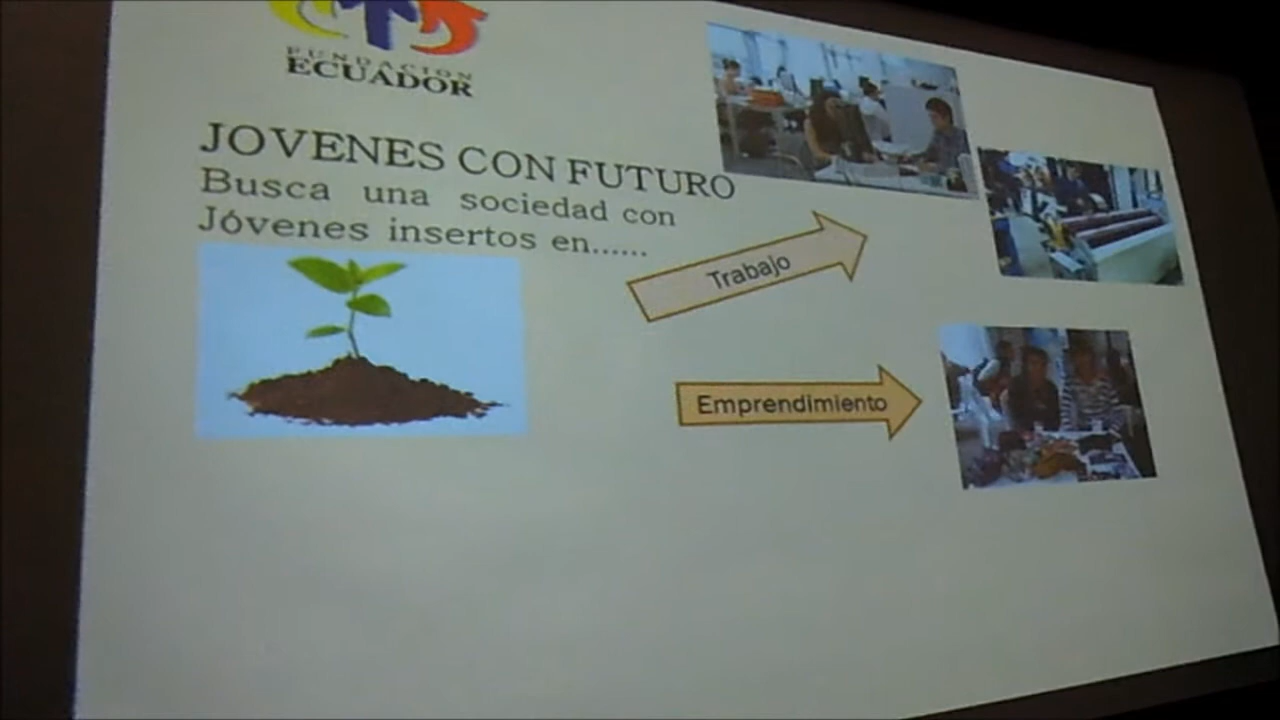 FUNDACION
ECUADOR
JOVENES CON FUTURO
Busca una sociedad con
Jóvenes insertos en......
Trabajo
Emprendimiento